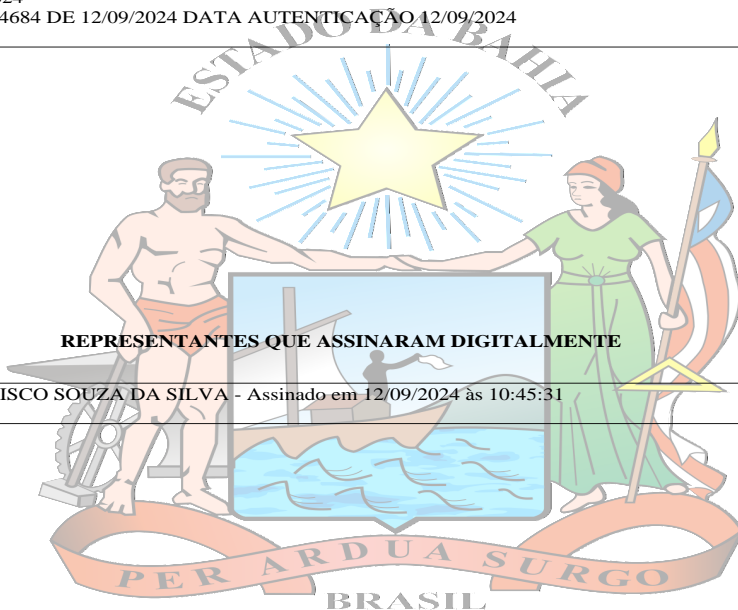 4684 DE 12/09/2024 DATA AUTENTICAÇÃO 12/09/2024
ESTADO DA BAHIA
REPRESENTANTES QUE ASSINARAM DIGITALMENTE
ISCO SOUZA DA SILVA - Assinado em 12/09/2024 às 10:45:31
PER ARDUA SURGO
BRASIL